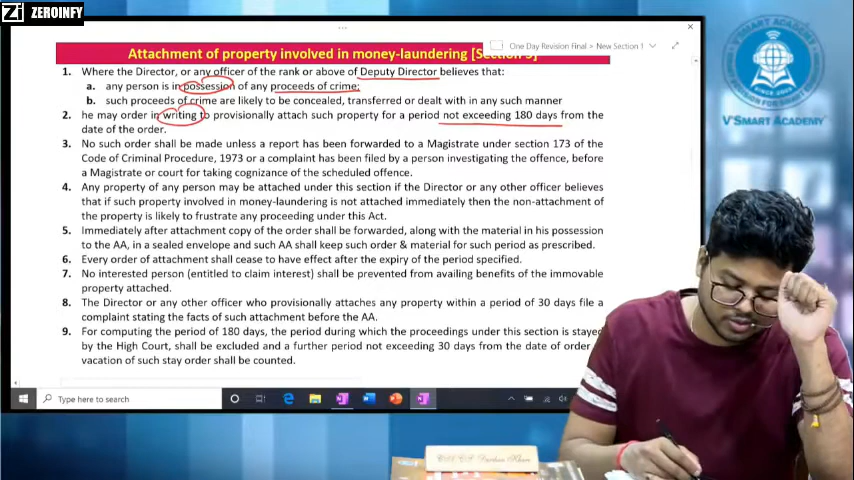 ZEROINFY
One Day Revision Final > New Section 1
Attachment of property involved in money-laundering [Section 5]
1. Where the Director, or any officer of the rank or above of Deputy Director believes that:
a. any person is in possession of any proceeds of crime;
b. such proceeds of crime are likely to be concealed, transferred or dealt with in any such manner
2. he may order in writing to provisionally attach such property for a period not exceeding 180 days from the
date of the order.
3. No such order shall be made unless a report has been forwarded to a Magistrate under section 173 of the
Code of Criminal Procedure, 1973 or a complaint has been filed by a person investigating the offence, before
a Magistrate or court for taking cognizance of the scheduled offence.
4. Any property of any person may be attached under this section if the Director or any other officer believes
that if such property involved in money-laundering is not attached immediately then the non-attachment of
the property is likely to frustrate any proceeding under this Act.
5. Immediately after attachment copy of the order shall be forwarded, along with the material in his possession
to the AA, in a sealed envelope and such AA shall keep such order & material for such period as prescribed.
6. Every order of attachment shall cease to have effect after the expiry of the period specified.
7. No interested person (entitled to claim interest) shall be prevented from availing benefits of the immovable
property attached.
8. The Director or any other officer who provisionally attaches any property within a period of 30 days file a
complaint stating the facts of such attachment before the AA.
9. For computing the period of 180 days, the period during which the proceedings under this section is stayed
by the High Court, shall be excluded and a further period not exceeding 30 days from the date of order
vacation of such stay order shall be counted.
Type here to search
V'SMART ACADEMY